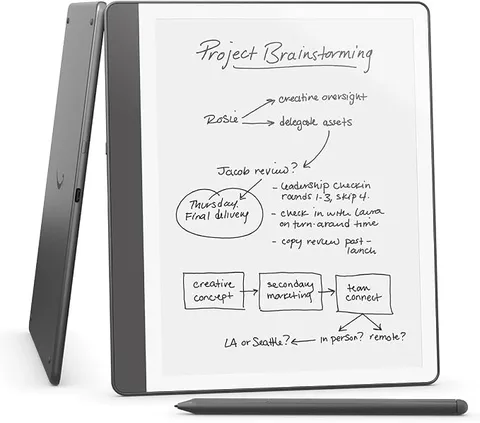 Project Brainstorming
creative oversight
Rosie
delegate assets
Jacob review?
Thursday,
Final delivery
- leadership checkin
rounds 1-3, skip 4.
- check in with Laura
on turn-around time
- copy review post-
launch
creative
concept
secondary
marketing
team
connect
LA or Seattle?
in person?
remote?